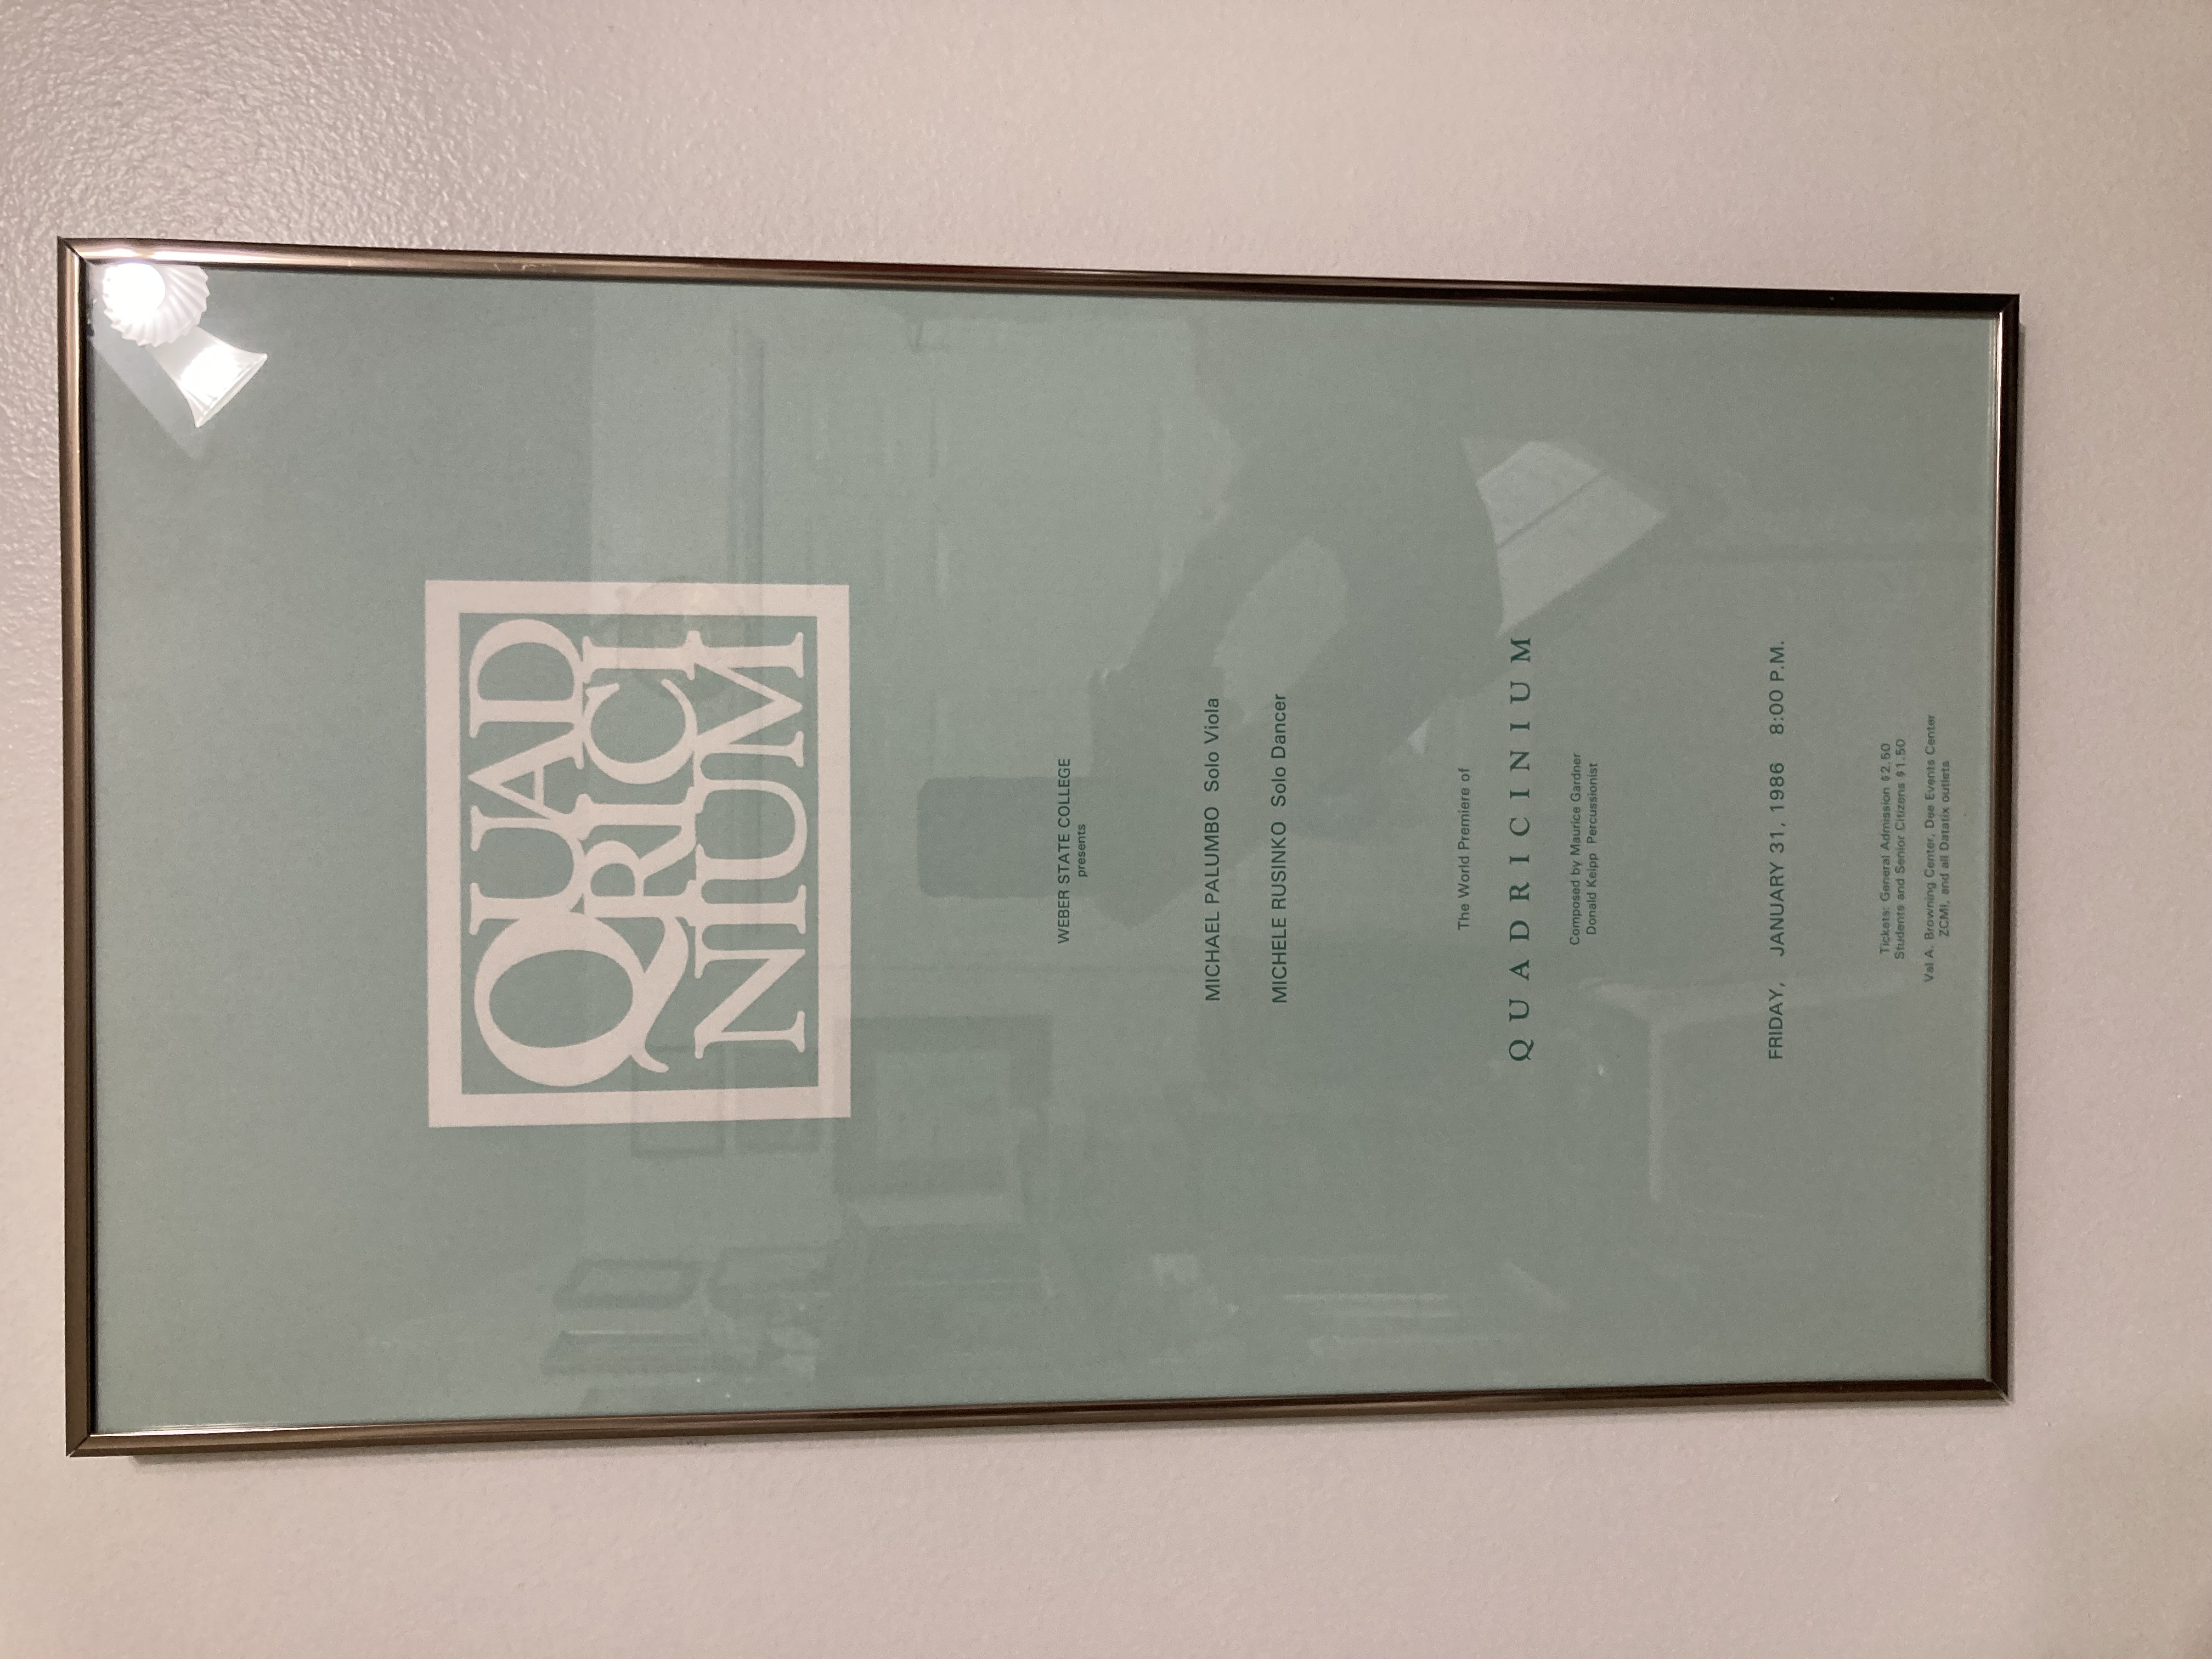 QUAD
RICI
NIUM
WEBER STATE COLLEGE
presents
MICHAEL PALUMBO Solo Viola
MICHELE RUSINKO Solo Dancer
The World Premiere of
QUADRICINIUM
Composed by Maurice Gardner
Donald Keipp Percussionist
FRIDAY, JANUARY 31, 1986 8:00 P.M.
Tickets: General Admission $2.50
Students and Senior Citizens $1.50
Val A. Browning Center, Dee Events Center
ZCMI, and all Datatix outlets